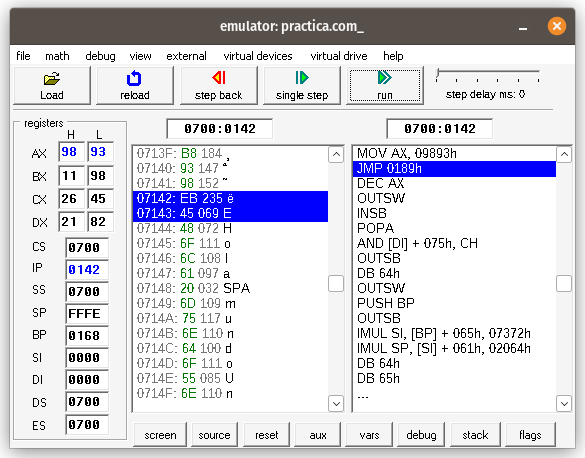 emulator: practica.com_
file math debug view external virtual devices virtual drive help
Load reload step back single step run step delay ms: 0
registers
H L
AX 98 93
BX 11 98
CX 26 45
DX 21 82
CS 0700
IP 0142
SS 0700
SP FFFE
BP 0168
SI 0000
DI 0000
DS 0700
ES 0700
0700:0142
0713F: B8 184 ¸
07140: 93 147 “
07141: 98 152 ˜
07142: EB 235 ë
07143: 45 069 E
07144: 48 072 H
07145: 6F 111 o
07146: 6C 108 l
07147: 61 097 a
07148: 20 032 SPA
07149: 6D 109 m
0714A: 75 117 u
0714B: 6E 110 n
0714C: 64 100 d
0714D: 6F 111 o
0714E: 55 085 U
0714F: 6E 110 n
0700:0142
MOV AX, 09893h
JMP 0189h
DEC AX
OUTSW
INSB
POPA
AND [DI] + 075h, CH
OUTSB
DB 64h
OUTSW
PUSH BP
OUTSB
IMUL SI, [BP] + 065h, 07372h
IMUL SP, [SI] + 061h, 02064h
DB 64h
DB 65h
...
screen source reset aux vars debug stack flags